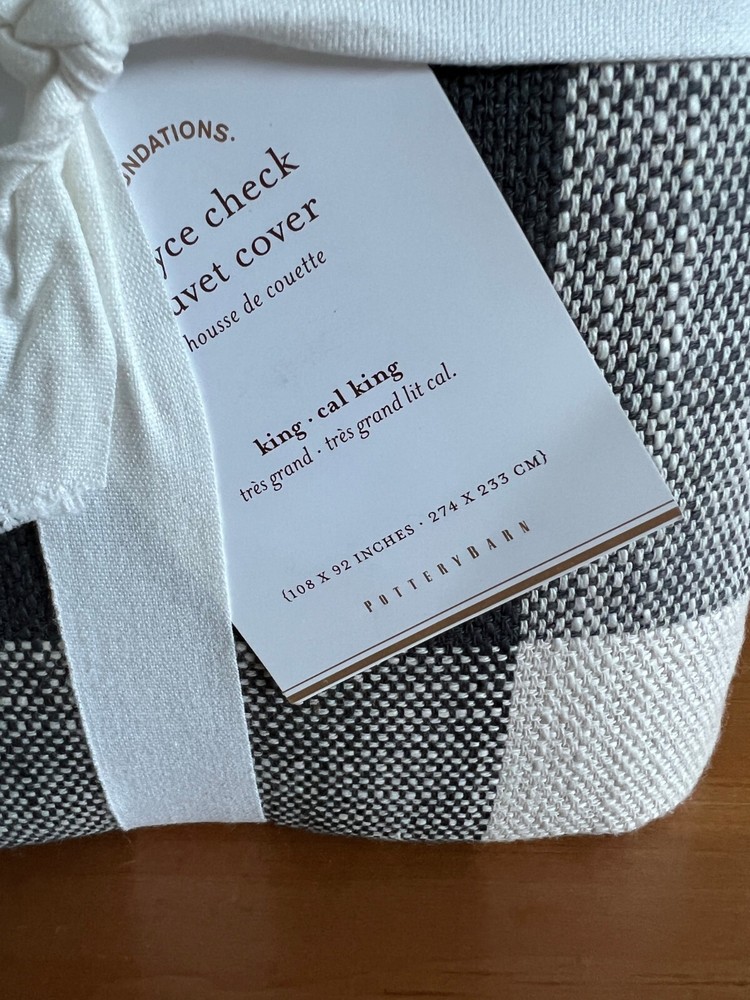 NDATIONS.
yce check
uvet cover
housse de couette
king · cal king
très grand · très grand lit cal.
{108 X 92 INCHES · 274 X 233 CM}
POTTERYBARN